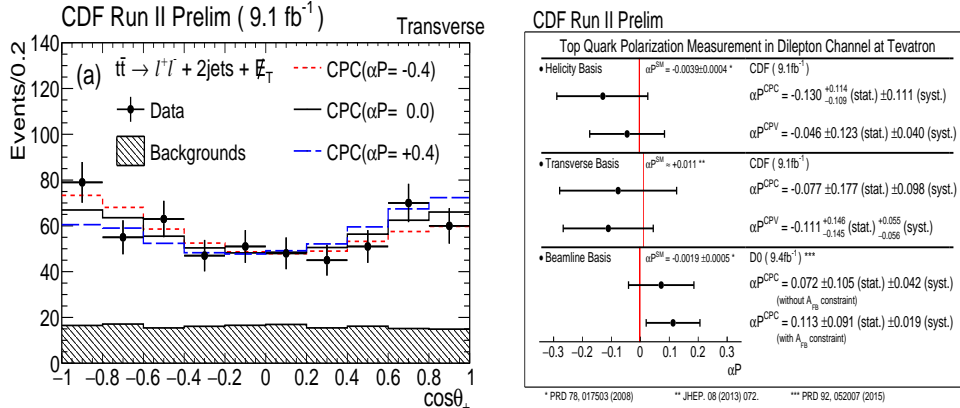 CDF Run II Prelim ( 9.1 fb⁻¹)
Transverse
Events/0.2
140
120
100
80
60
40
20
0
(a) tt̄ → l⁺l⁻ + 2jets + E̸_T
Data
Backgrounds
CPC(αP= -0.4)
CPC(αP= 0.0)
CPC(αP= +0.4)
−1 −0.8 −0.6 −0.4 −0.2 0 0.2 0.4 0.6 0.8 1
cosθ₊
CDF Run II Prelim
Top Quark Polarization Measurement in Dilepton Channel at Tevatron
• Helicity Basis αP^SM = -0.0039±0.0004 * CDF ( 9.1fb⁻¹)
αP^CPC = -0.130 +0.114 −0.109 (stat.) ±0.111 (syst.)
αP^CPV = -0.046 ±0.123 (stat.) ±0.040 (syst.)
• Transverse Basis αP^SM ≈ +0.011 ** CDF ( 9.1fb⁻¹)
αP^CPC = -0.077 ±0.177 (stat.) ±0.098 (syst.)
αP^CPV = -0.111 +0.146 −0.145 (stat.) +0.055 −0.056 (syst.)
• Beamline Basis αP^SM = -0.0019 ±0.0005 * D0 ( 9.4fb⁻¹) ***
αP^CPC = 0.072 ±0.105 (stat.) ±0.042 (syst.)
(without A_FB constraint)
αP^CPC = 0.113 ±0.091 (stat.) ±0.019 (syst.)
(with A_FB constraint)
−0.3 −0.2 −0.1 0 0.1 0.2 0.3
αP
* PRD 78, 017503 (2008) ** JHEP. 08 (2013) 072. *** PRD 92, 052007 (2015)